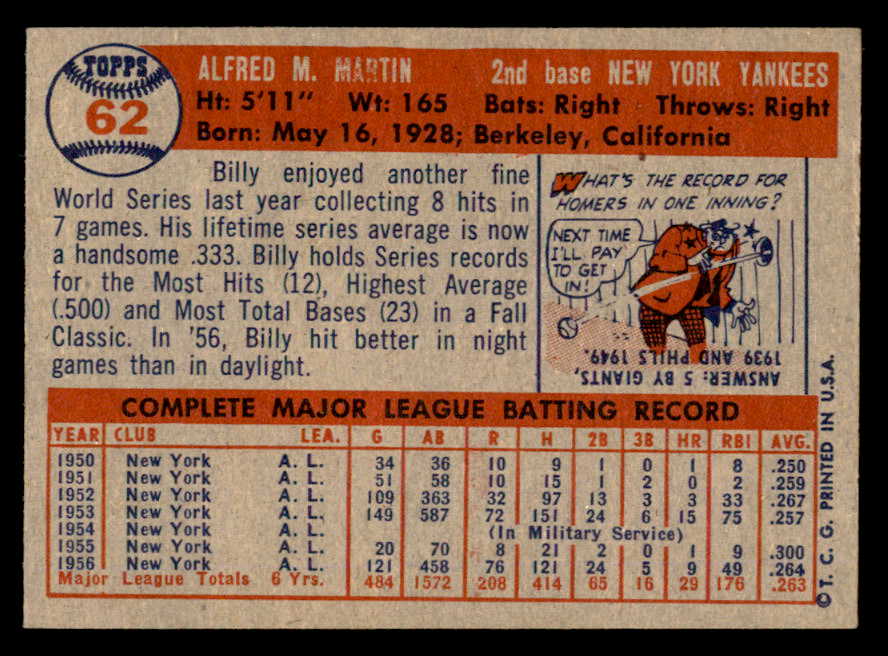 TOPPS
62
ALFRED M. MARTIN 2nd base NEW YORK YANKEES
Ht: 5'11" Wt: 165 Bats: Right Throws: Right
Born: May 16, 1928; Berkeley, California
Billy enjoyed another fine
World Series last year collecting 8 hits in
7 games. His lifetime series average is now
a handsome .333. Billy holds Series records
for the Most Hits (12), Highest Average
(.500) and Most Total Bases (23) in a Fall
Classic. In '56, Billy hit better in night
games than in daylight.
WHAT'S THE RECORD FOR
HOMERS IN ONE INNING?
NEXT TIME
I'LL PAY
TO GET
IN!
ANSWER: 5 BY GIANTS,
1939 AND PHILS 1949.
COMPLETE MAJOR LEAGUE BATTING RECORD
YEAR CLUB LEA. G AB R H 2B 3B HR RBI AVG.
1950 New York A. L. 34 36 10 9 1 0 1 8 .250
1951 New York A. L. 51 58 10 15 1 2 0 2 .259
1952 New York A. L. 109 363 32 97 13 3 3 33 .267
1953 New York A. L. 149 587 72 151 24 6 15 75 .257
1954 New York A. L. (In Military Service)
1955 New York A. L. 20 70 8 21 2 0 1 9 .300
1956 New York A. L. 121 458 76 121 24 5 9 49 .264
Major League Totals 6 Yrs. 484 1572 208 414 65 16 29 176 .263
©T. C. G. PRINTED IN U.S.A.